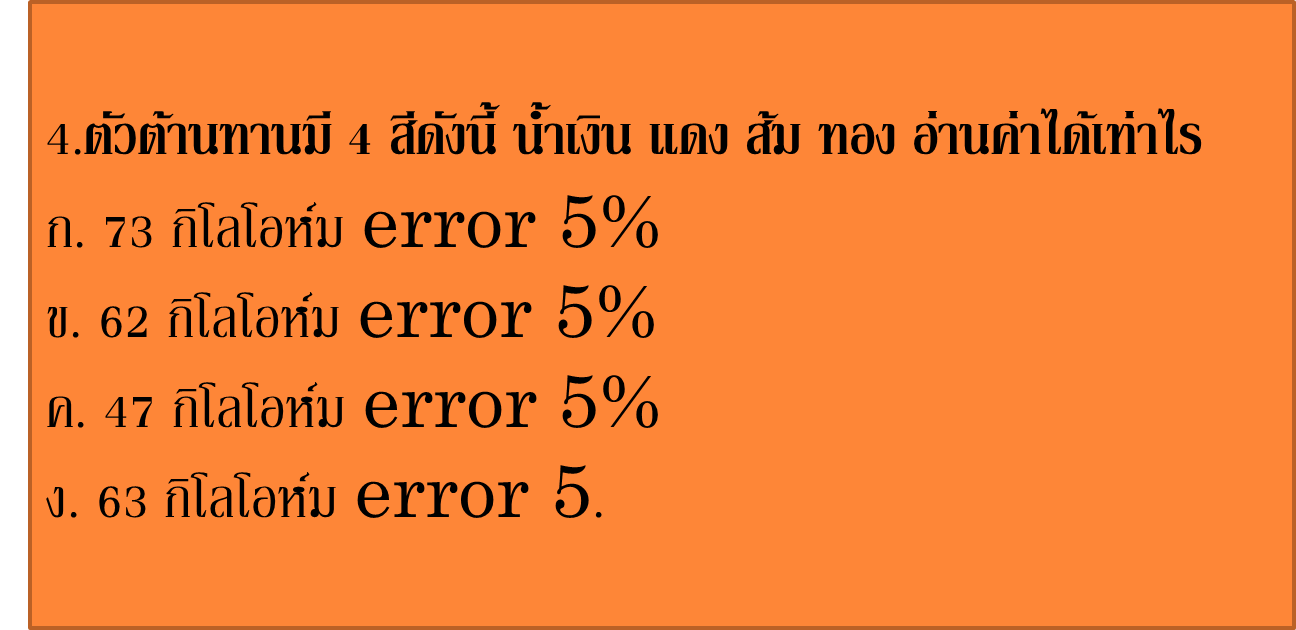 4.ตัวต้านทานมี 4 สีดังนี้ น้ำเงิน แดง ส้ม ทอง อ่านค่าได้เท่าไร
ก. 73 กิโลโอห์ม error 5%
ข. 62 กิโลโอห์ม error 5%
ค. 47 กิโลโอห์ม error 5%
ง. 63 กิโลโอห์ม error 5.